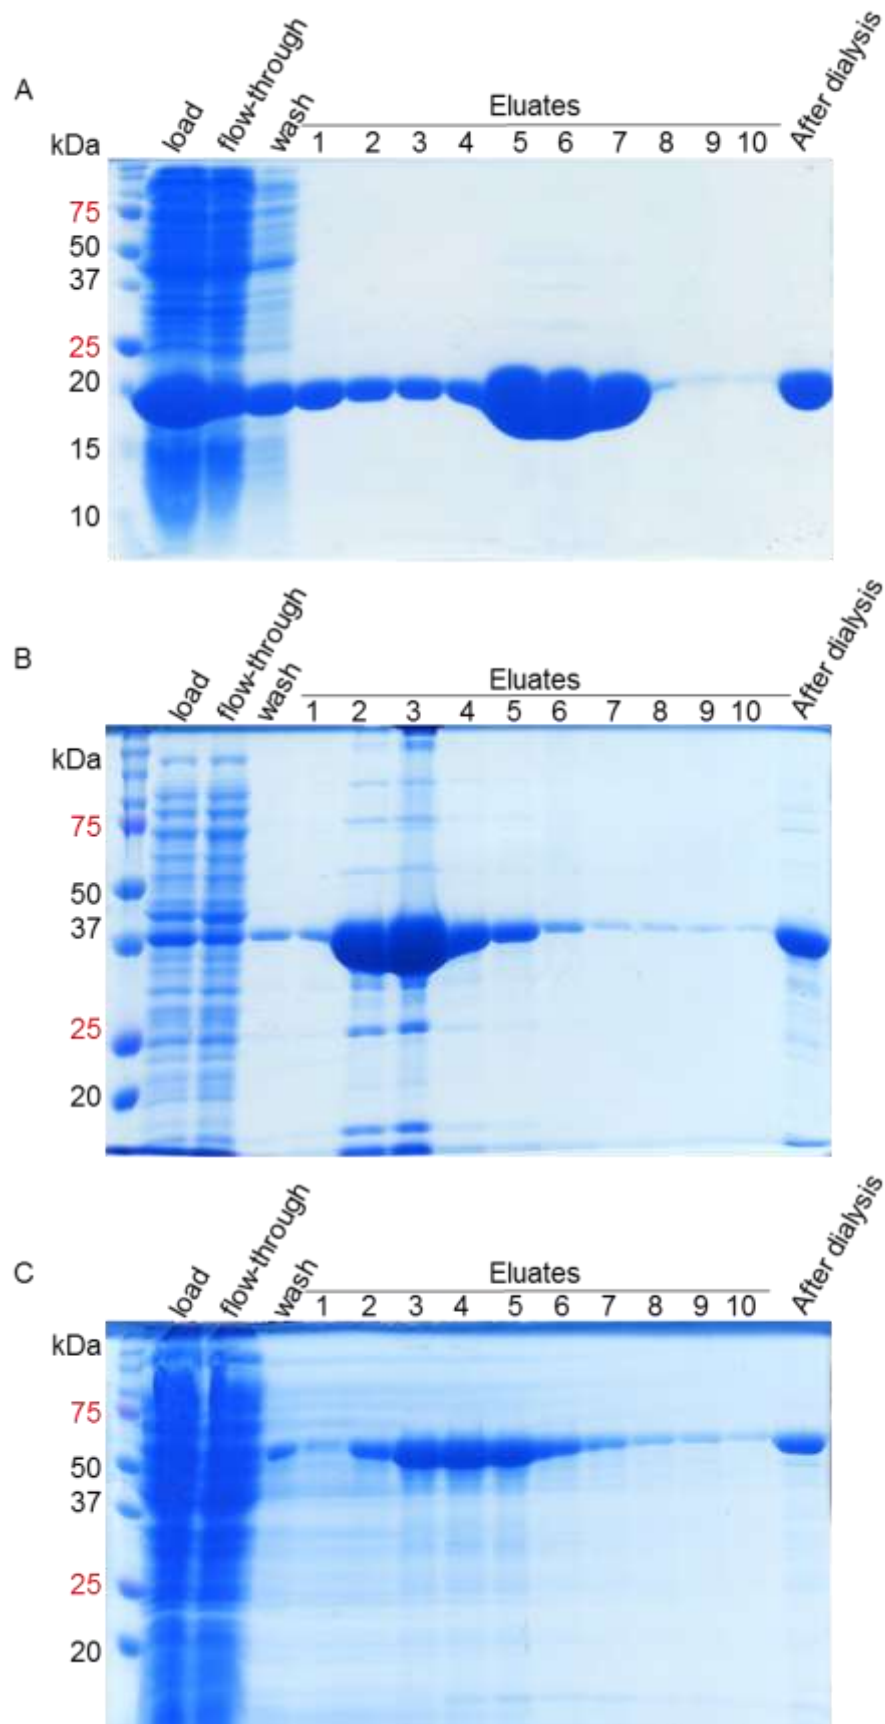 A
load
flow-through
wash
Eluates
After dialysis
kDa
1 2 3 4 5 6 7 8 9 10
75
50
37
25
20
15
10
B
load
flow-through
wash
Eluates
After dialysis
1 2 3 4 5 6 7 8 9 10
kDa
75
50
37
25
20
C
load
flow-through
wash
Eluates
After dialysis
1 2 3 4 5 6 7 8 9 10
kDa
75
50
37
25
20